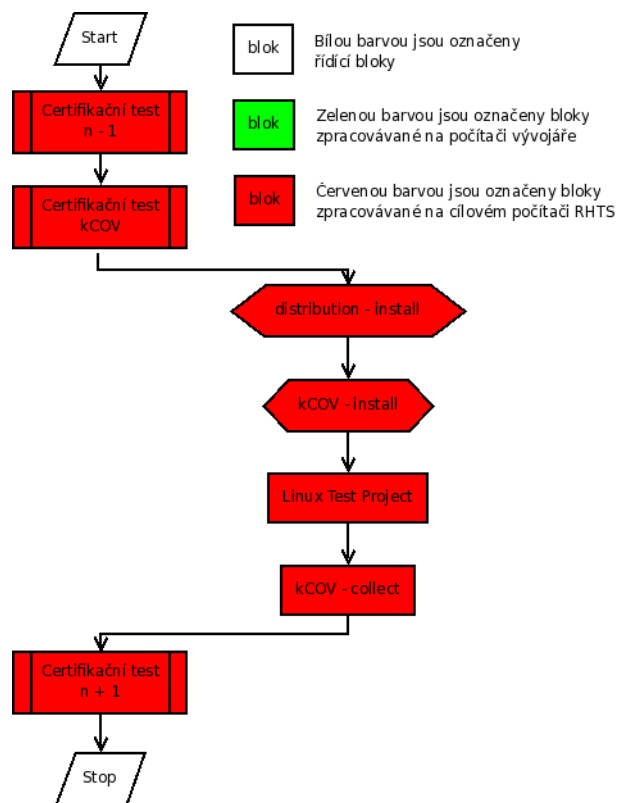 Start
Certifikační test
n - 1
Certifikační test
kCOV
blok
Bílou barvou jsou označeny
řídící bloky
blok
Zelenou barvou jsou označeny bloky
zpracovávané na počítači vývojáře
blok
Červenou barvou jsou označeny bloky
zpracovávané na cílovém počítači RHTS
distribution - install
kCOV - install
Linux Test Project
kCOV - collect
Certifikační test
n + 1
Stop